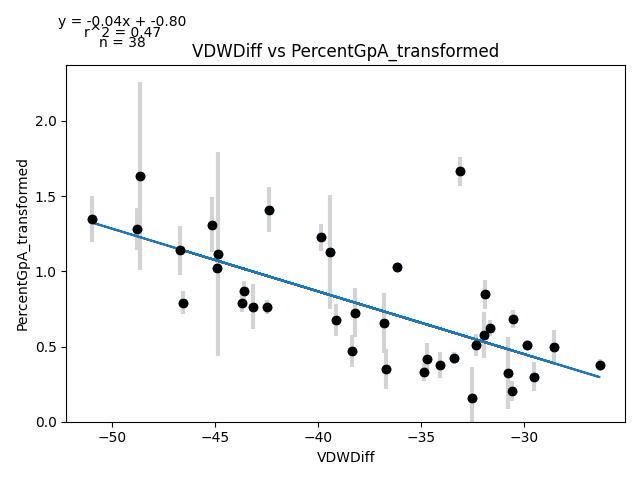 y = -0.04x + -0.80
r^2 = 0.47
n = 38
VDWDiff vs PercentGpA_transformed
2.0
1.5
1.0
0.5
0.0
PercentGpA_transformed
−50
−45
−40
−35
−30
VDWDiff